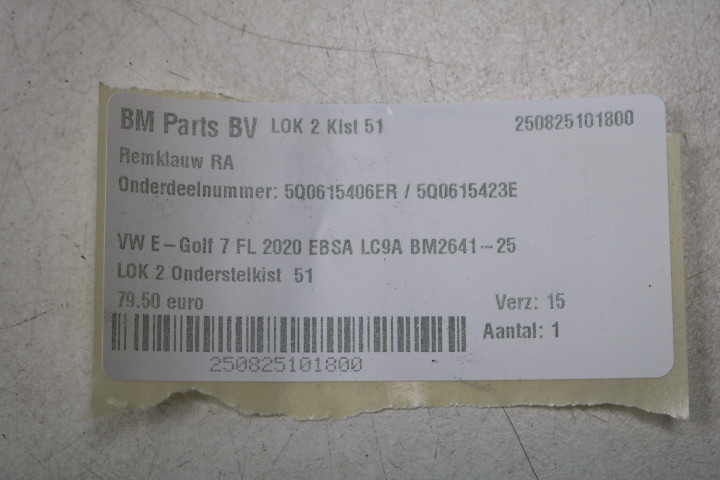 BM Parts BV LOK 2 Klst 51 250825101800
Remklauw RA
Onderdeelnummer: 5Q0615406ER / 5Q0615423E
VW E-Golf 7 FL 2020 EBSA LC9A BM2641--25
LOK 2 Onderstelkist 51
79.50 euro Verz: 15
Aantal: 1
250825101800